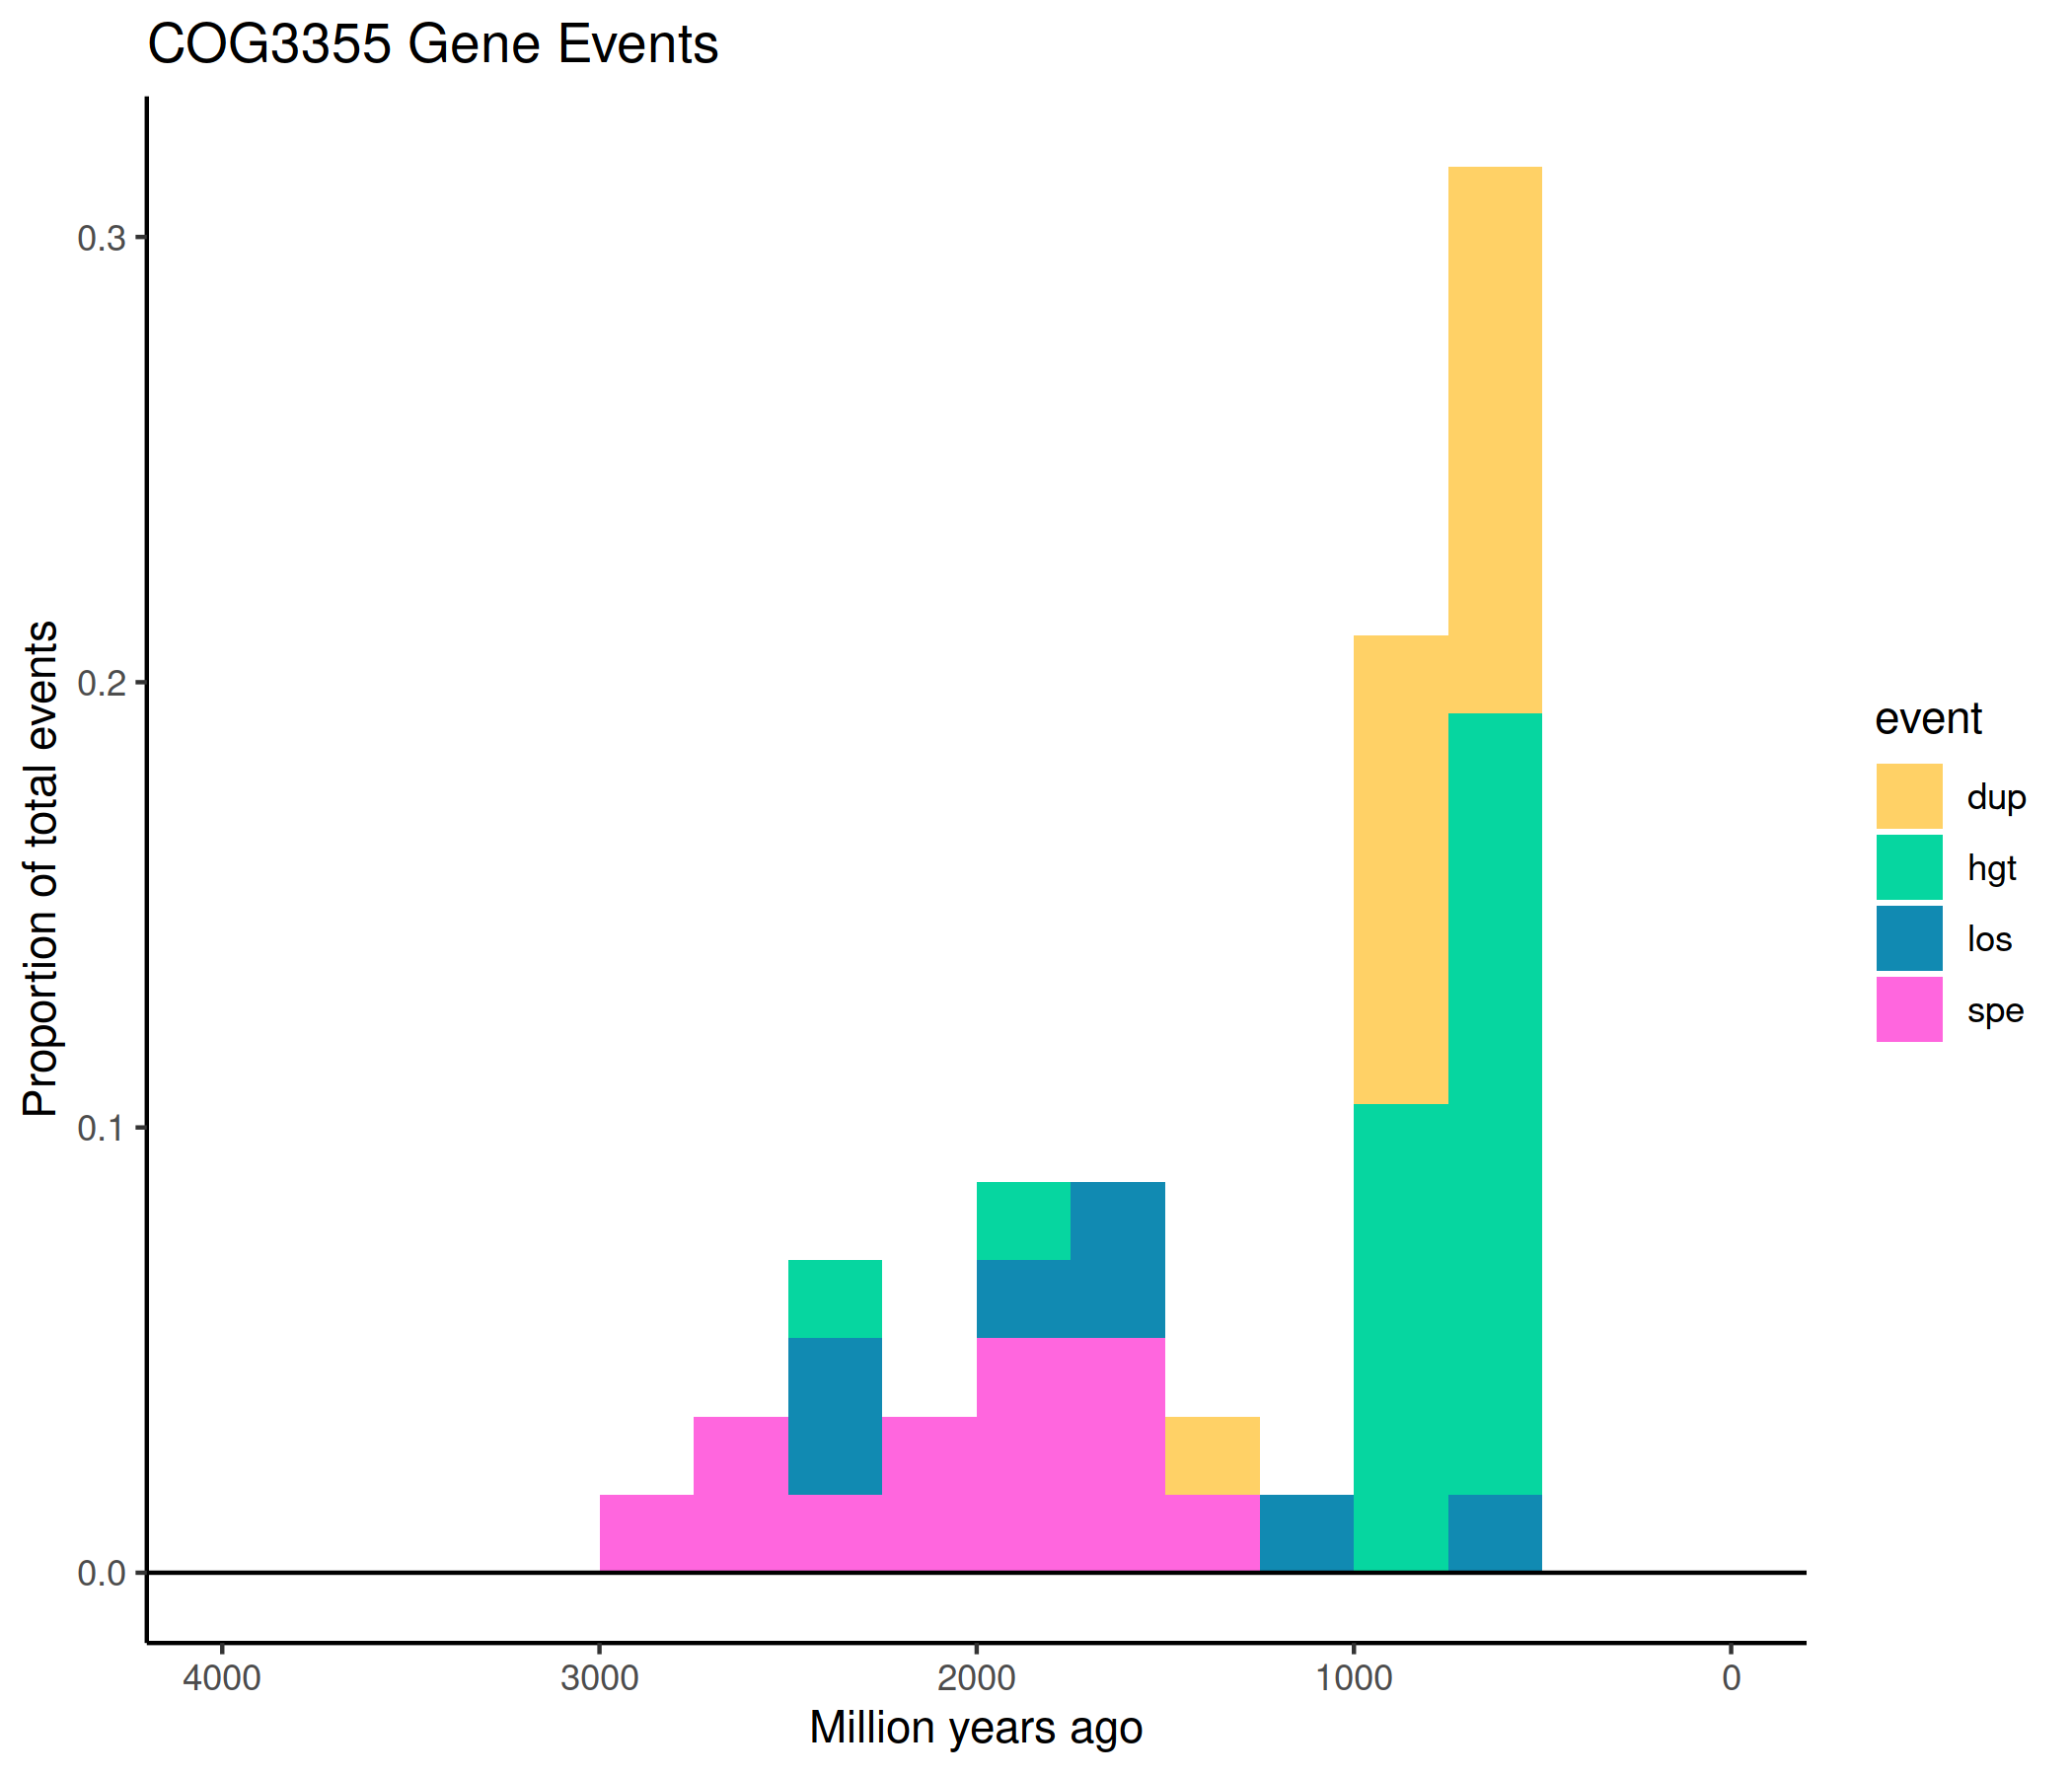 COG3355 Gene Events
Proportion of total events
0.3
0.2
0.1
0.0
4000 3000 2000 1000 0
Million years ago
event
dup
hgt
los
spe